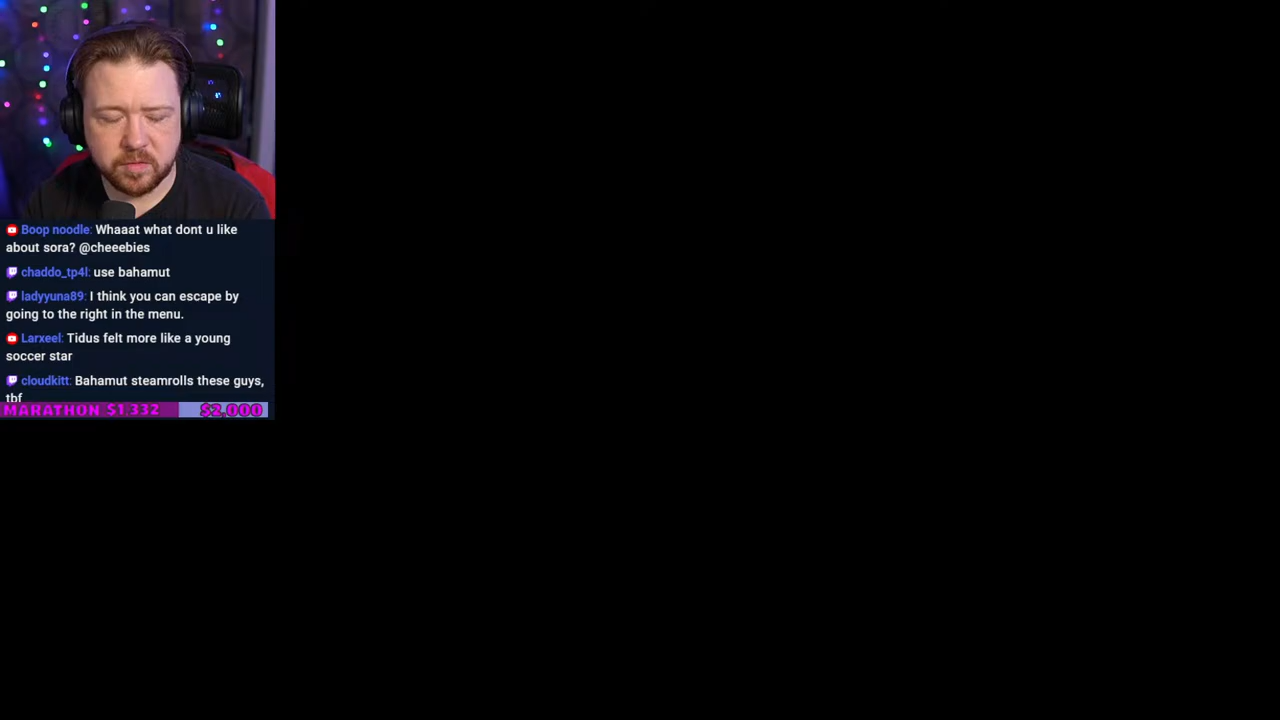 Boop noodle: Whaaat what dont u like
about sora? @cheeebies
chaddo_tp4l: use bahamut
ladyyuna89: I think you can escape by
going to the right in the menu.
Larxeel: Tidus felt more like a young
soccer star
cloudkitt: Bahamut steamrolls these guys,
tbf
MARATHON $1,332 $2,000